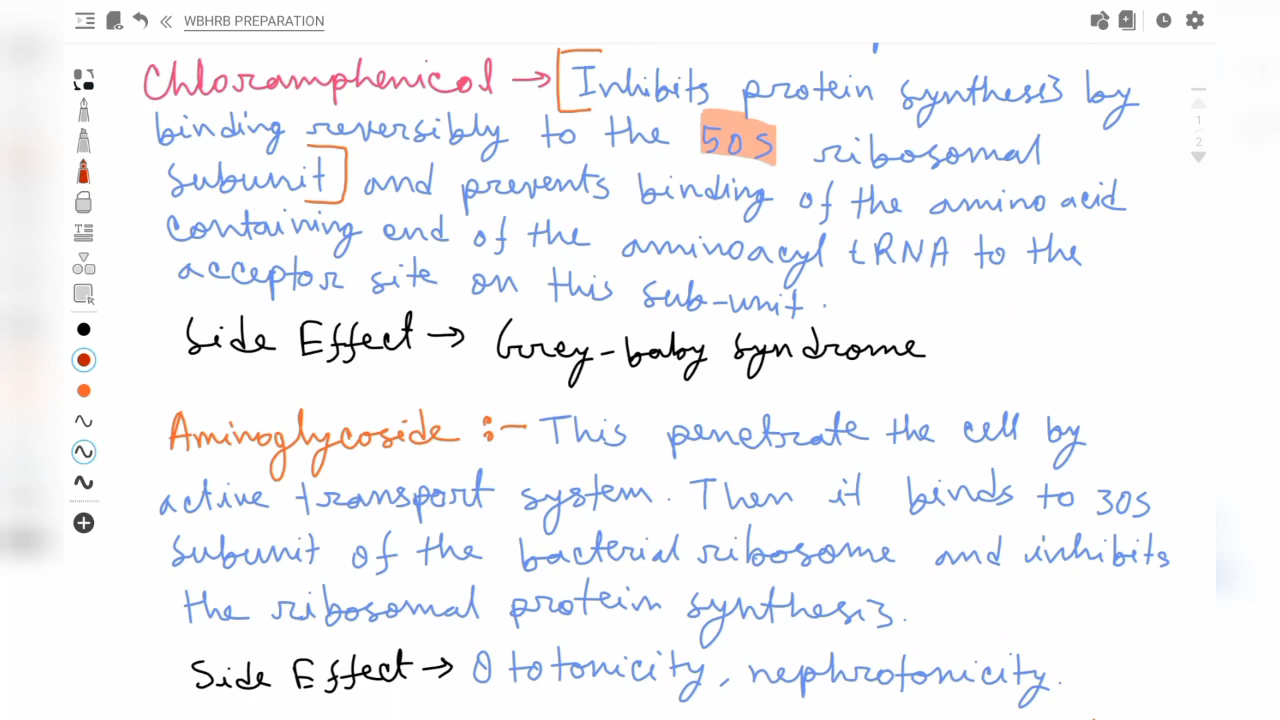 WBHRB PREPARATION
Chloramphenicol → [Inhibits protein synthesis by
binding reversibly to the 50S ribosomal
subunit] and prevents binding of the amino acid
containing end of the aminoacyl tRNA to the
acceptor site on this sub-unit.
Side Effect → Grey-baby syndrome
Aminoglycoside :- This penetrate the cell by
active transport system. Then it binds to 30S
subunit of the bacterial ribosome and inhibits
the ribosomal protein synthesis.
Side Effect → Ototoxicity, nephrotoxicity.
1
2